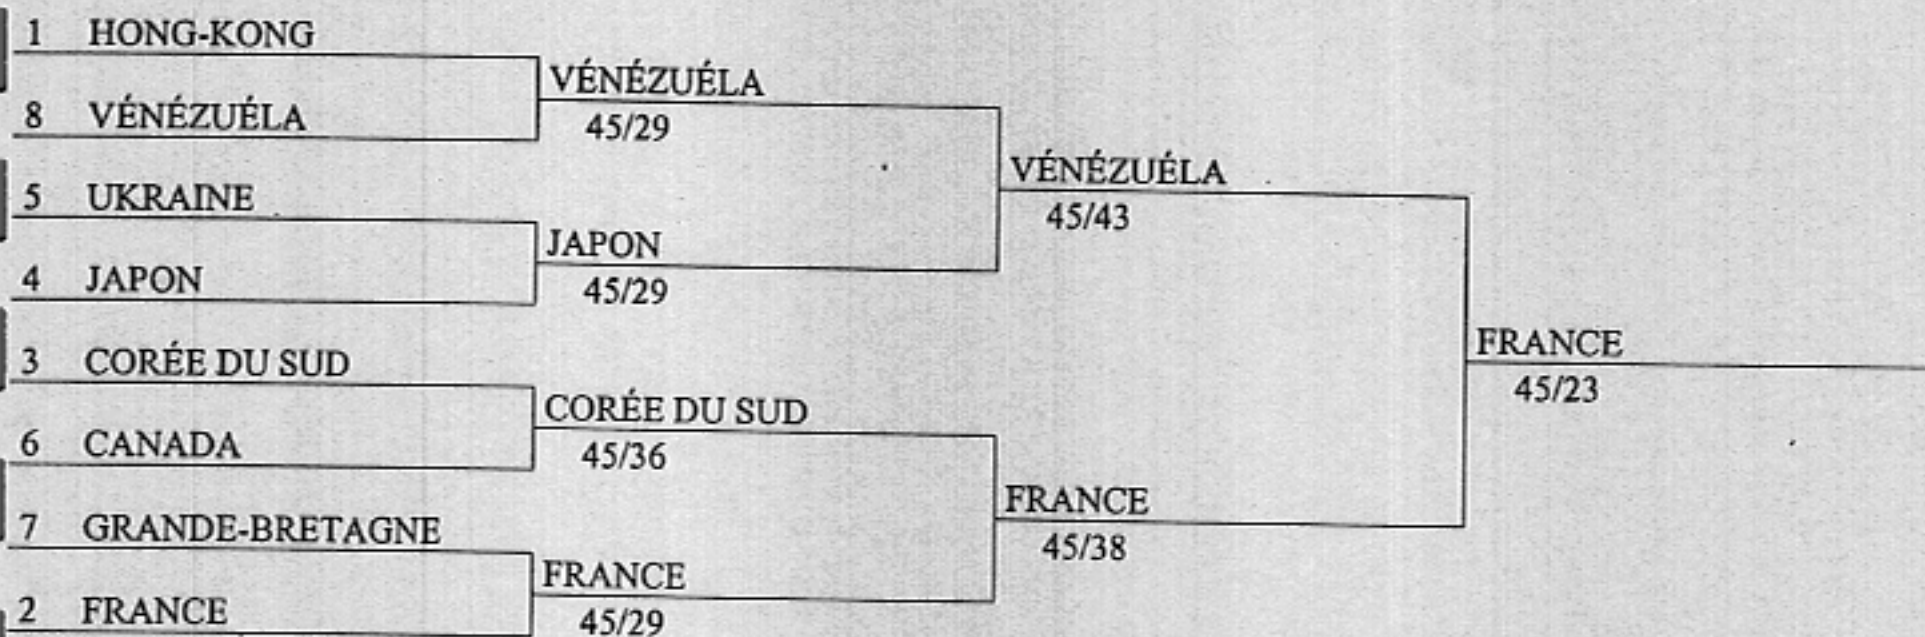 1 HONG-KONG
VÉNÉZUÉLA
8 VÉNÉZUÉLA
45/29
VÉNÉZUÉLA
5 UKRAINE
45/43
JAPON
4 JAPON
45/29
FRANCE
3 CORÉE DU SUD
45/23
CORÉE DU SUD
6 CANADA
45/36
FRANCE
7 GRANDE-BRETAGNE
45/38
FRANCE
2 FRANCE
45/29